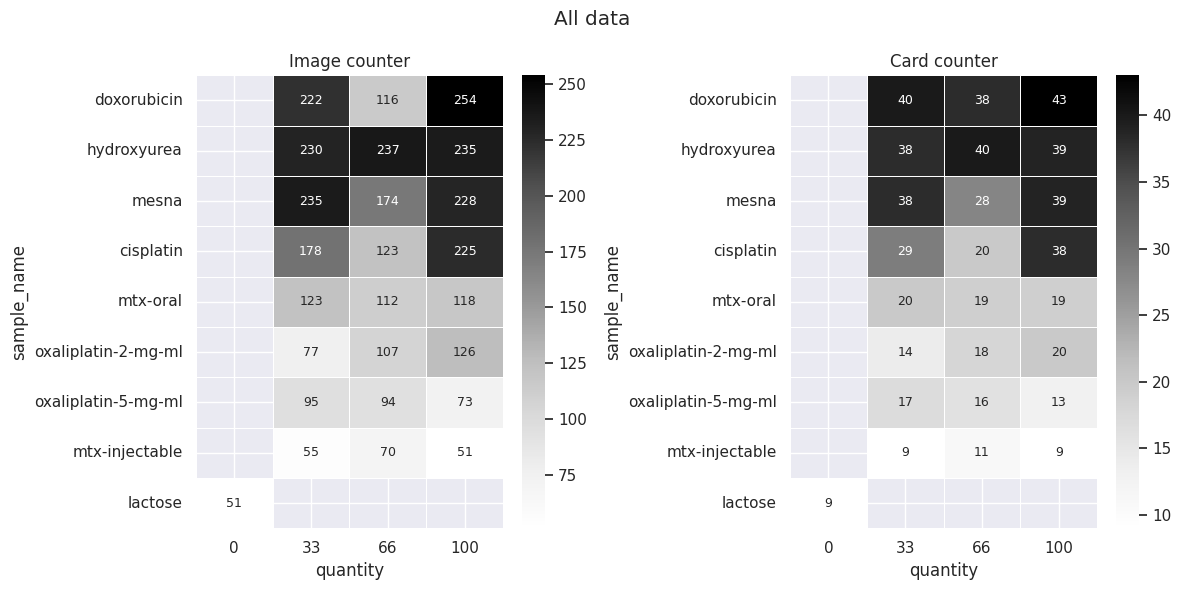 All data
Image counter
sample_name
doxorubicin 222 116 254
hydroxyurea 230 237 235
mesna 235 174 228
cisplatin 178 123 225
mtx-oral 123 112 118
oxaliplatin-2-mg-ml 77 107 126
oxaliplatin-5-mg-ml 95 94 73
mtx-injectable 55 70 51
lactose 51
0 33 66 100
quantity
250
225
200
175
150
125
100
75
Card counter
sample_name
doxorubicin 40 38 43
hydroxyurea 38 40 39
mesna 38 28 39
cisplatin 29 20 38
mtx-oral 20 19 19
oxaliplatin-2-mg-ml 14 18 20
oxaliplatin-5-mg-ml 17 16 13
mtx-injectable 9 11 9
lactose 9
0 33 66 100
quantity
40
35
30
25
20
15
10